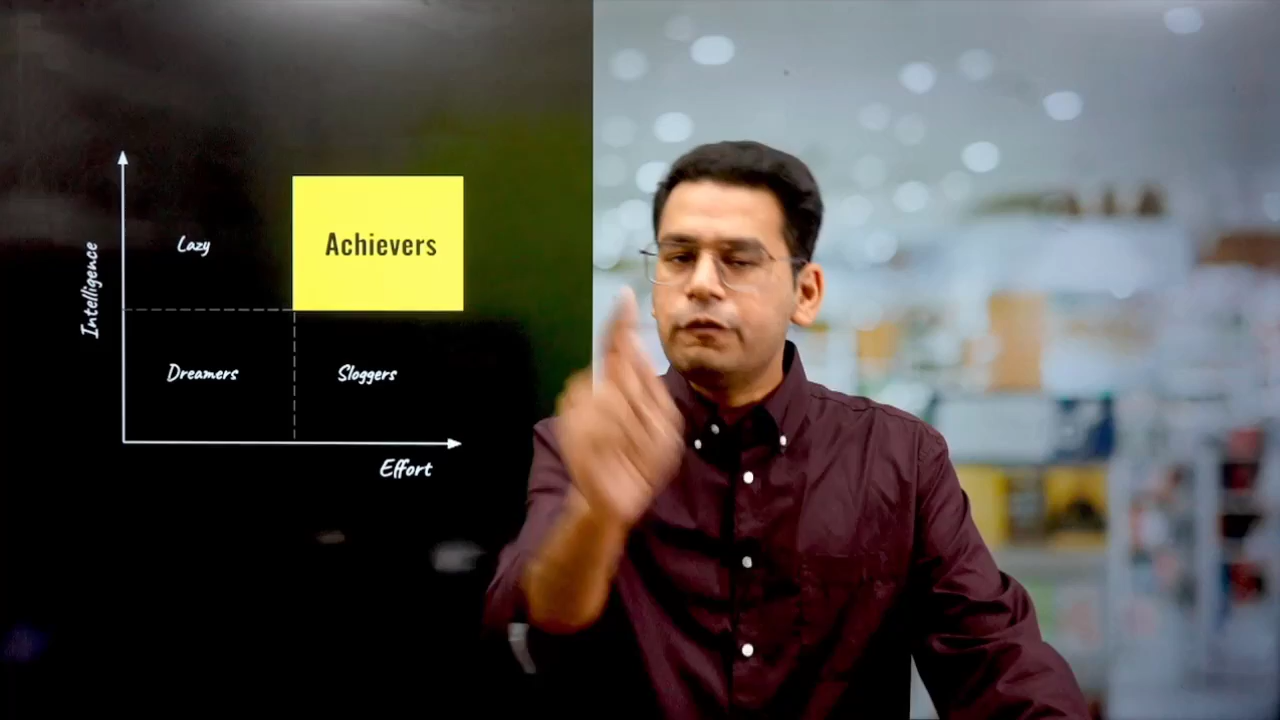 Lazy
Achievers
Intelligence
Dreamers
Sloggers
Effort